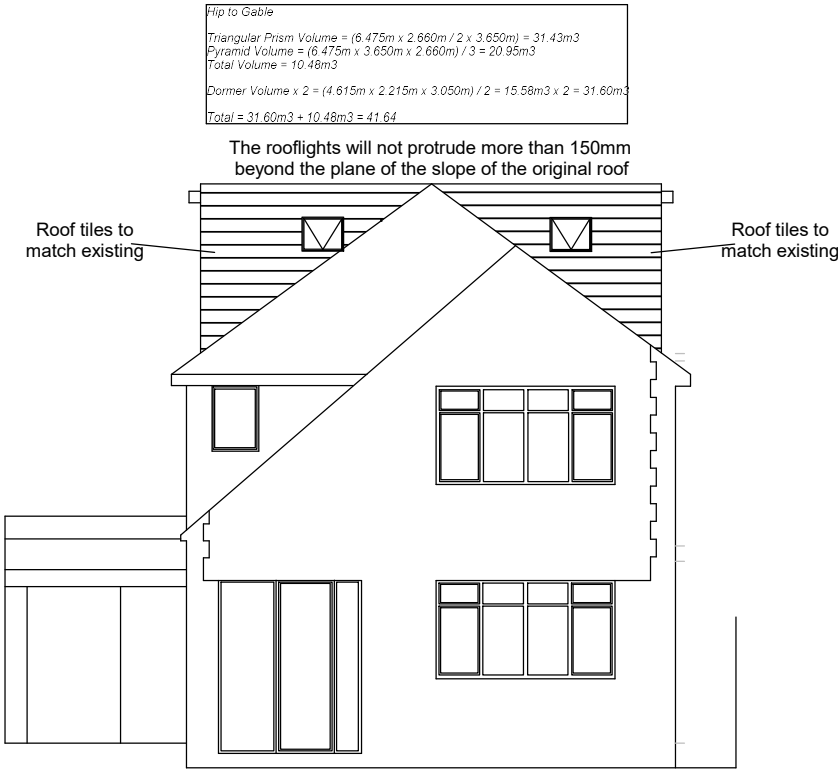 Hip to Gable
Triangular Prism Volume = (6.475m x 2.660m / 2 x 3.650m) = 31.43m3
Pyramid Volume = (6.475m x 3.650m x 2.660m) / 3 = 20.95m3
Total Volume = 10.48m3
Dormer Volume x 2 = (4.615m x 2.215m x 3.050m) / 2 = 15.58m3 x 2 = 31.60m3
Total = 31.60m3 + 10.48m3 = 41.64
The rooflights will not protrude more than 150mm
beyond the plane of the slope of the original roof
Roof tiles to
match existing
Roof tiles to
match existing